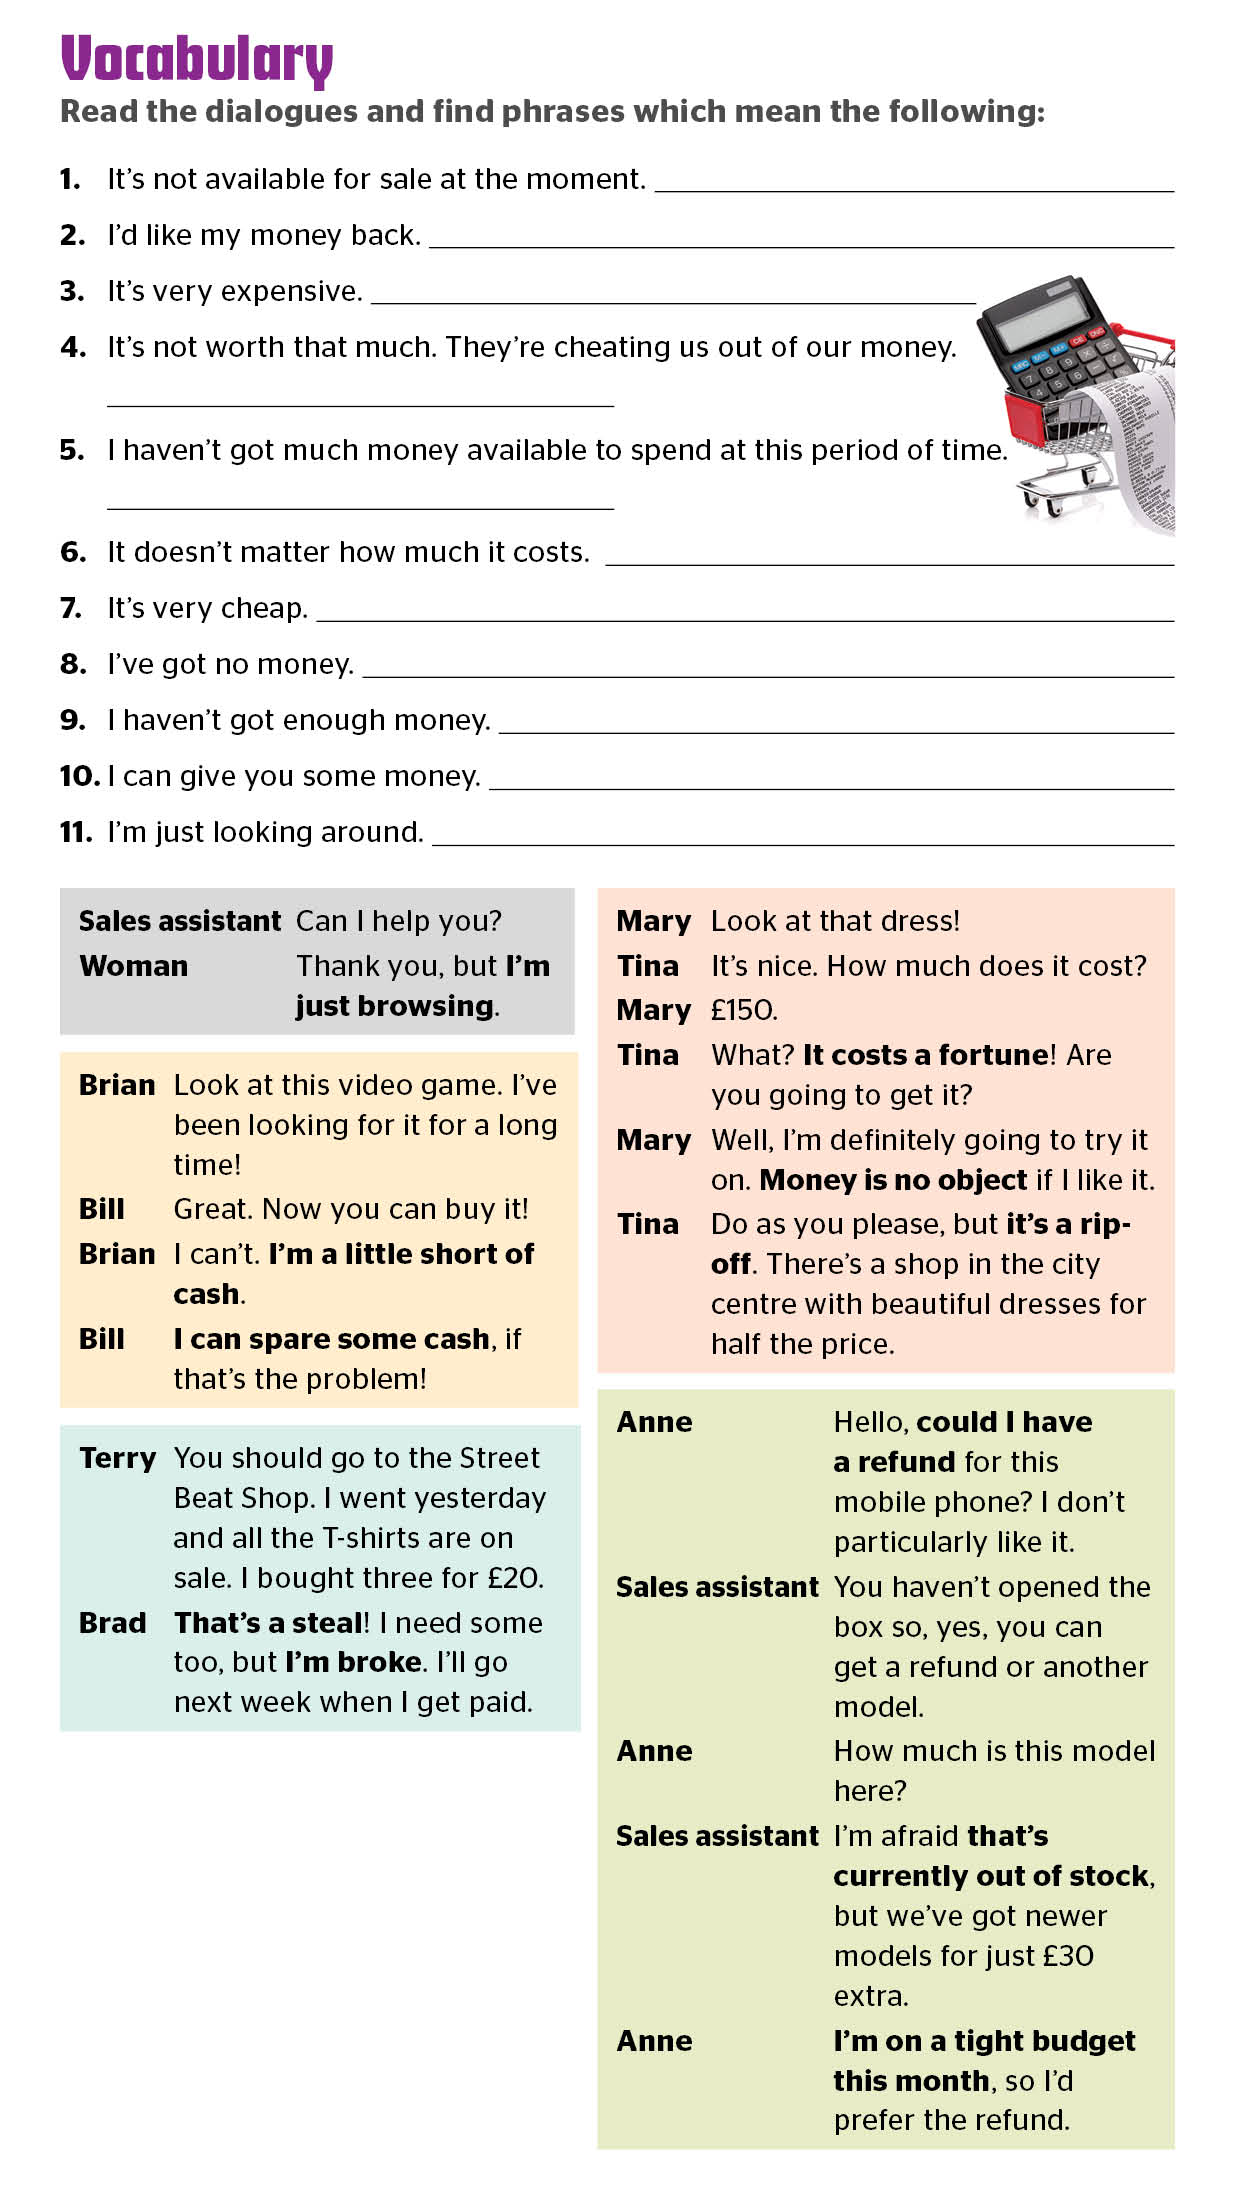 Vocabulary
Read the dialogues and find phrases which mean the following:
1. It's not available for sale at the moment. ____
2. I'd like my money back. ____
3. It's very expensive. ____
4. It's not worth that much. They're cheating us out of our money.
____
5. I haven't got much money available to spend at this period of time.
____
6. It doesn't matter how much it costs. ____
7. It's very cheap. ____
8. I've got no money. ____
9. I haven't got enough money. ____
10. I can give you some money. ____
11. I'm just looking around. ____
Sales assistant Can I help you?
Woman Thank you, but I'm
just browsing.
Brian Look at this video game. I've
been looking for it for a long
time!
Bill Great. Now you can buy it!
Brian I can't. I'm a little short of
cash.
Bill I can spare some cash, if
that's the problem!
Terry You should go to the Street
Beat Shop. I went yesterday
and all the T-shirts are on
sale. I bought three for £20.
Brad That's a steal! I need some
too, but I'm broke. I'll go
next week when I get paid.
Mary Look at that dress!
Tina It's nice. How much does it cost?
Mary £150.
Tina What? It costs a fortune! Are
you going to get it?
Mary Well, I'm definitely going to try it
on. Money is no object if I like it.
Tina Do as you please, but it's a rip-
off. There's a shop in the city
centre with beautiful dresses for
half the price.
Anne Hello, could I have
a refund for this
mobile phone? I don't
particularly like it.
Sales assistant You haven't opened the
box so, yes, you can
get a refund or another
model.
Anne How much is this model
here?
Sales assistant I'm afraid that's
currently out of stock,
but we've got newer
models for just £30
extra.
Anne I'm on a tight budget
this month, so I'd
prefer the refund.